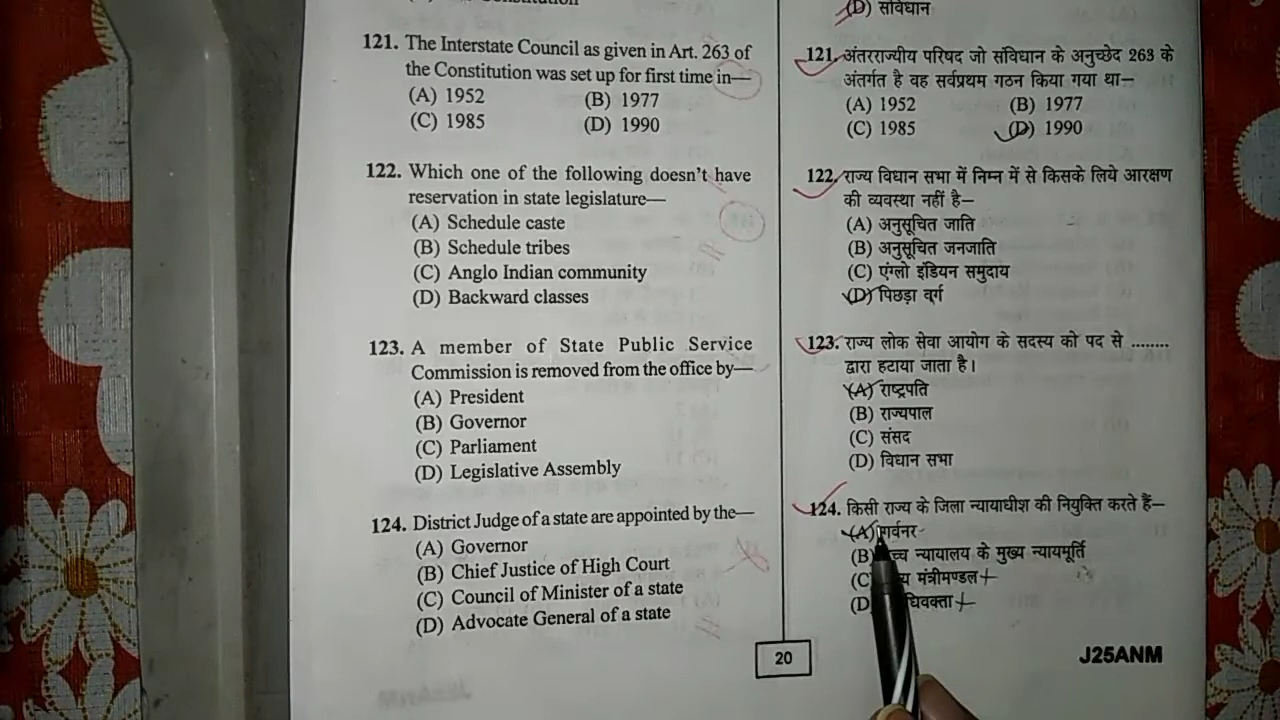 121. The Interstate Council as given in Art. 263 of
the Constitution was set up for first time in—
(A) 1952 (B) 1977
(C) 1985 (D) 1990
122. Which one of the following doesn't have
reservation in state legislature—
(A) Schedule caste
(B) Schedule tribes
(C) Anglo Indian community
(D) Backward classes
123. A member of State Public Service
Commission is removed from the office by—
(A) President
(B) Governor
(C) Parliament
(D) Legislative Assembly
124. District Judge of a state are appointed by the—
(A) Governor
(B) Chief Justice of High Court
(C) Council of Minister of a state
(D) Advocate General of a state
(D) संविधान
121. अंतरराज्यीय परिषद जो संविधान के अनुच्छेद 263 के
अंतर्गत है वह सर्वप्रथम गठन किया गया था—
(A) 1952 (B) 1977
(C) 1985 (D) 1990
122. राज्य विधान सभा में निम्न में से किसके लिये आरक्षण
की व्यवस्था नहीं है—
(A) अनुसूचित जाति
(B) अनुसूचित जनजाति
(C) एंग्लो इंडियन समुदाय
(D) पिछड़ा वर्ग
123. राज्य लोक सेवा आयोग के सदस्य को पद से ........
द्वारा हटाया जाता है।
(A) राष्ट्रपति
(B) राज्यपाल
(C) संसद
(D) विधान सभा
124. किसी राज्य के जिला न्यायाधीश की नियुक्ति करते हैं—
(A) गर्वनर
(B) न्यायालय के मुख्य न्यायमूर्ति
(C) मंत्रीमण्डल
(D)
20
J25ANM